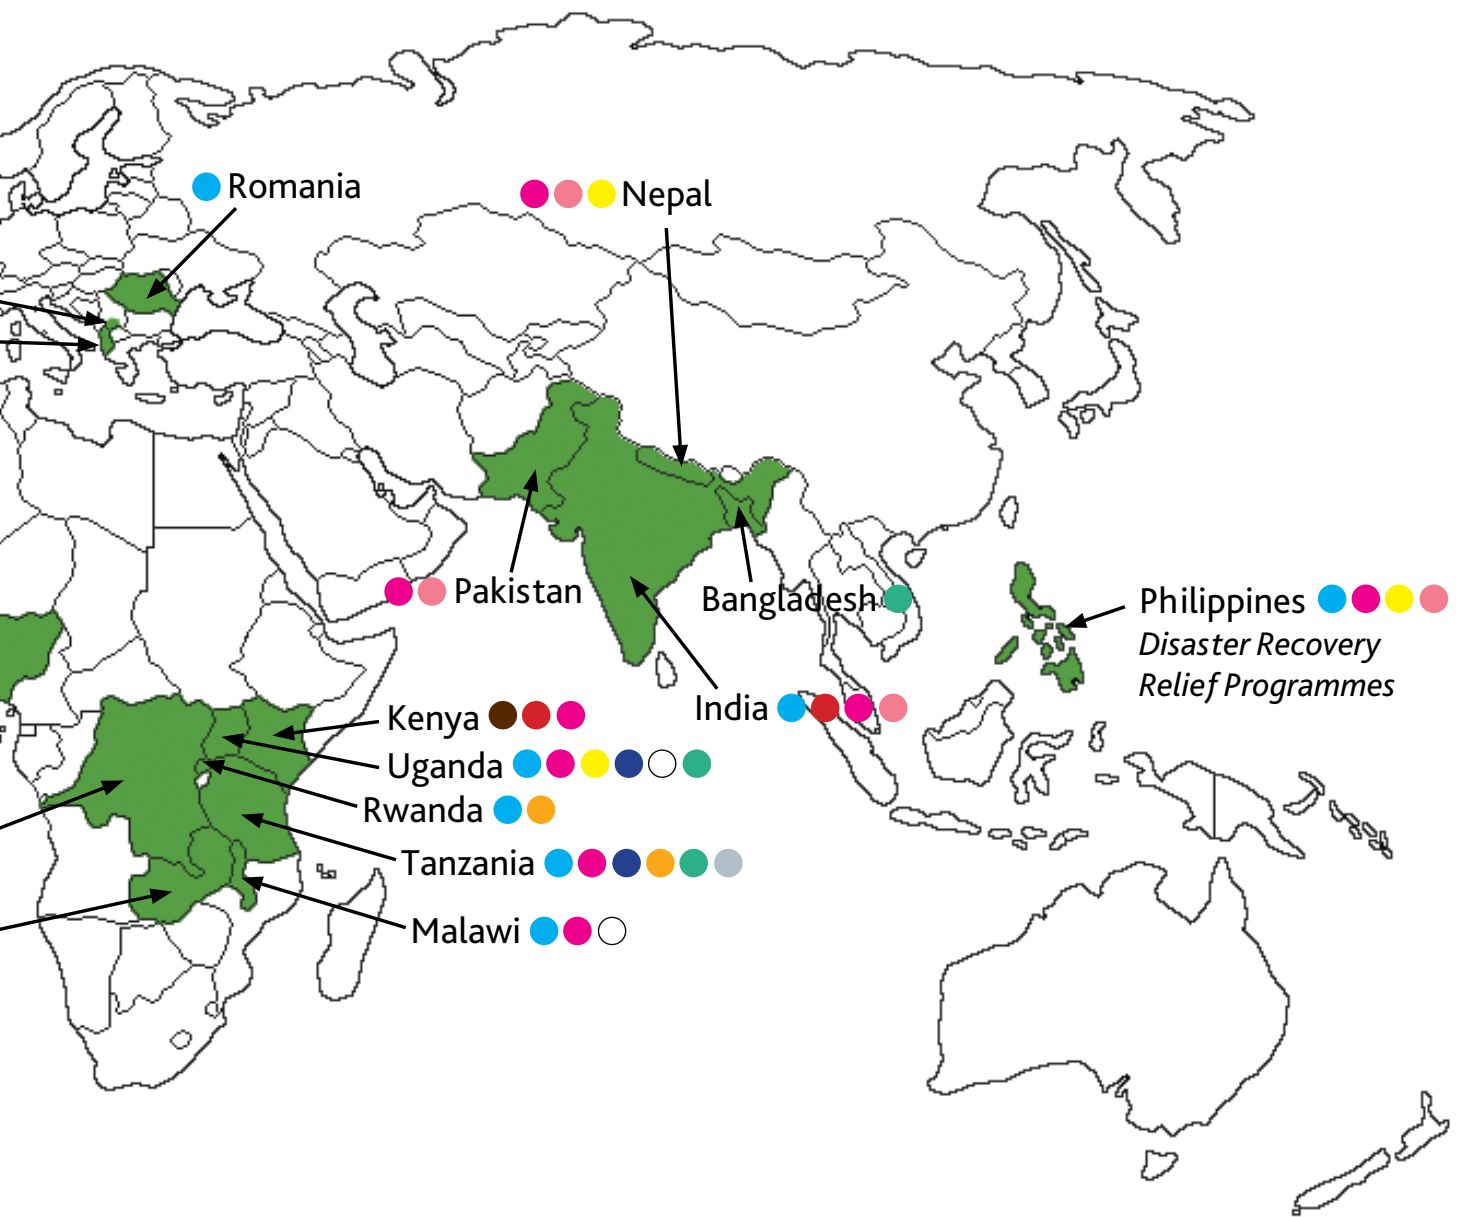 Romania
Nepal
Pakistan
Bangladesh
Philippines
Disaster Recovery
Relief Programmes
India
Kenya
Uganda
Rwanda
Tanzania
Malawi